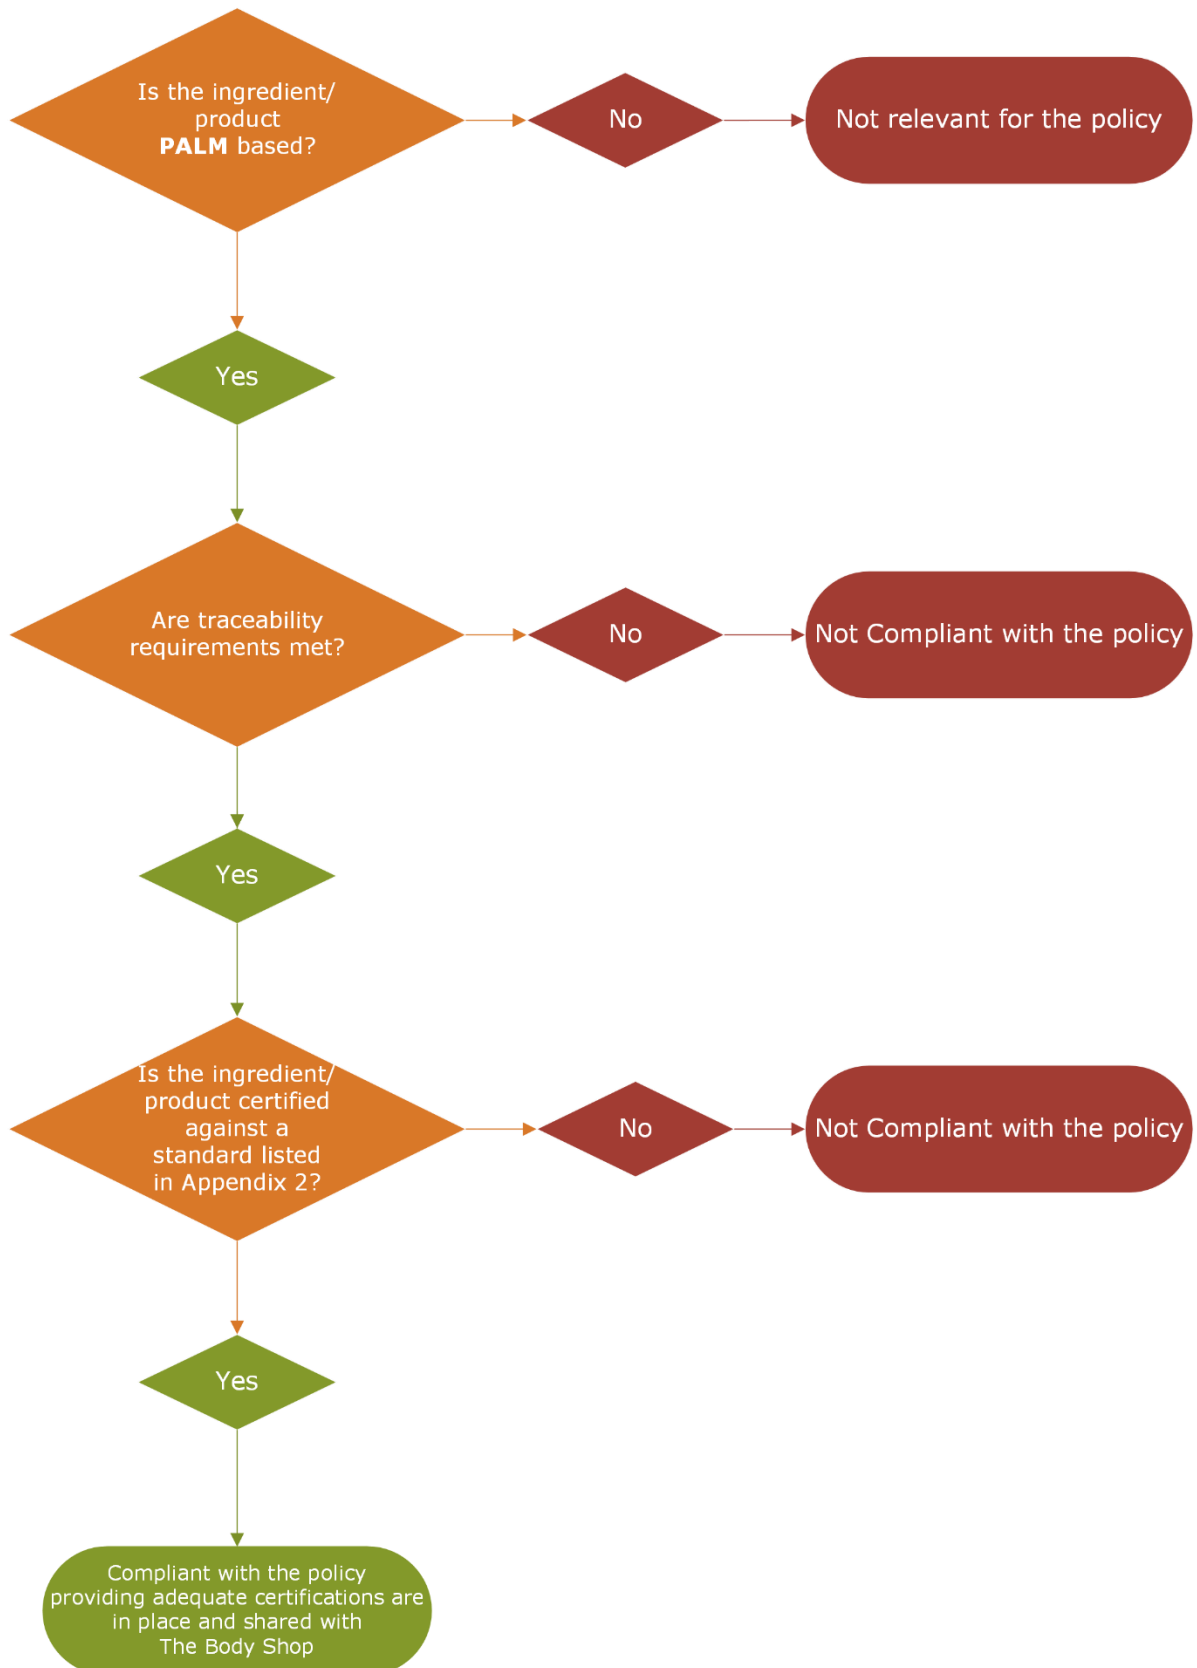 Is the ingredient/
product
PALM based?
No
Not relevant for the policy
Yes
Are traceability
requirements met?
No
Not Compliant with the policy
Yes
Is the ingredient/
product certified
against a
standard listed
in Appendix 2?
No
Not Compliant with the policy
Yes
Compliant with the policy
providing adequate certifications are
in place and shared with
The Body Shop